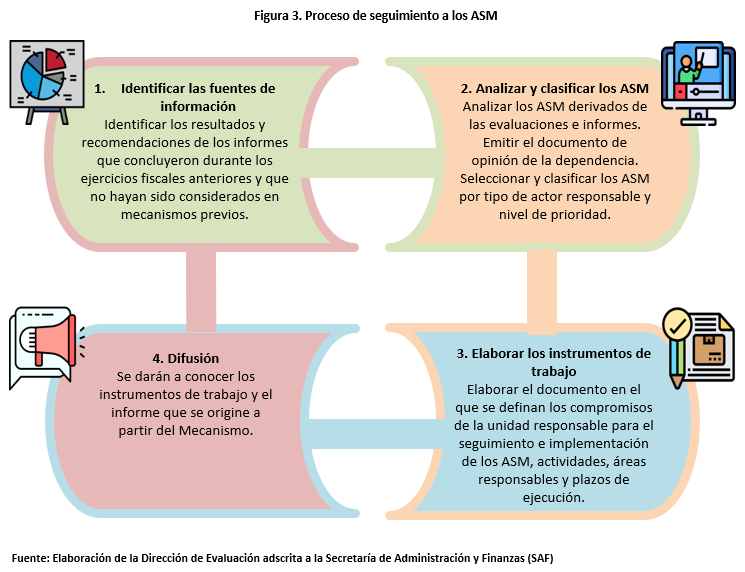 Figura 3. Proceso de seguimiento a los ASM
1. Identificar las fuentes de
información
Identificar los resultados y
recomendaciones de los informes
que concluyeron durante los
ejercicios fiscales anteriores y que
no hayan sido considerados en
mecanismos previos.
2. Analizar y clasificar los ASM
Analizar los ASM derivados de
las evaluaciones e informes.
Emitir el documento de
opinión de la dependencia.
Seleccionar y clasificar los ASM
por tipo de actor responsable y
nivel de prioridad.
3. Elaborar los instrumentos de
trabajo
Elaborar el documento en el
que se definan los compromisos
de la unidad responsable para el
seguimiento e implementación
de los ASM, actividades, áreas
responsables y plazos de
ejecución.
4. Difusión
Se darán a conocer los
instrumentos de trabajo y el
informe que se origine a
partir del Mecanismo.
Fuente: Elaboración de la Dirección de Evaluación adscrita a la Secretaría de Administración y Finanzas (SAF)